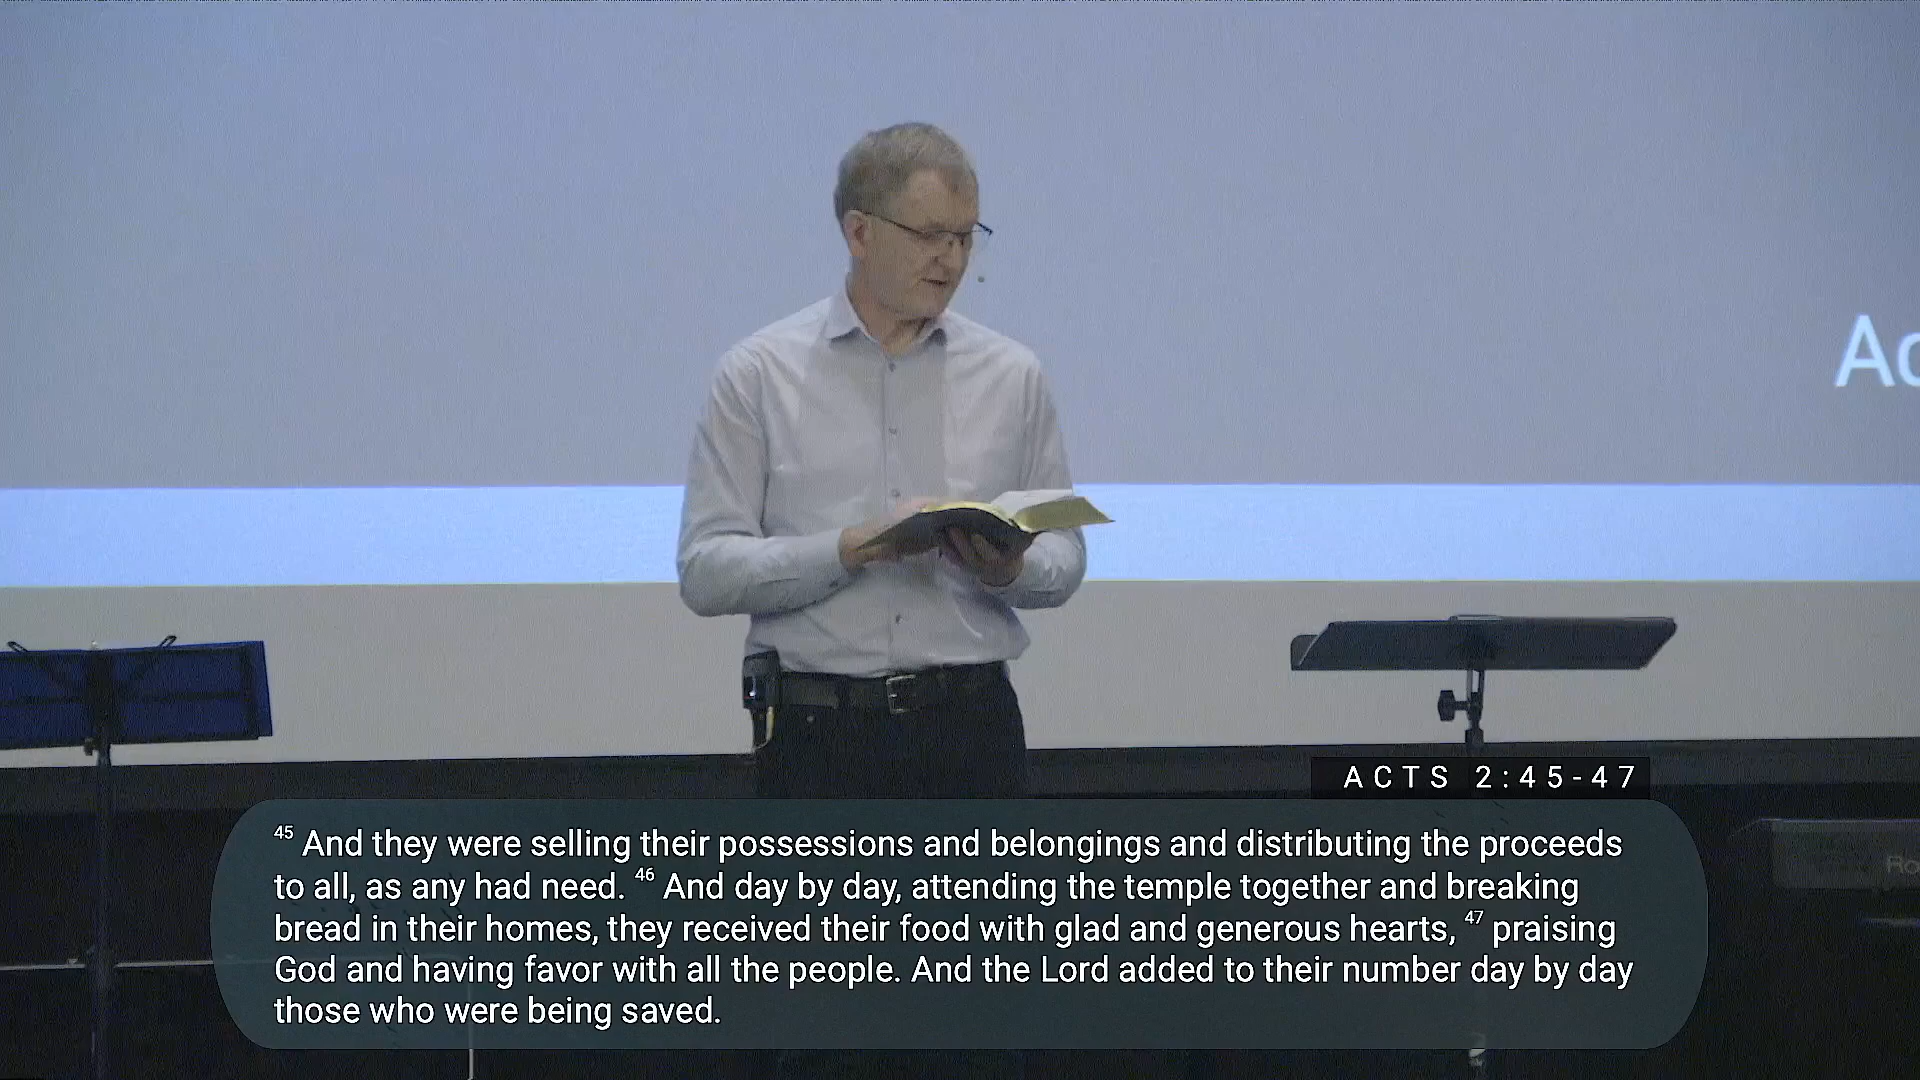 Ac
ACTS 2:45-47
45 And they were selling their possessions and belongings and distributing the proceeds
to all, as any had need. 46 And day by day, attending the temple together and breaking
bread in their homes, they received their food with glad and generous hearts, 47 praising
God and having favor with all the people. And the Lord added to their number day by day
those who were being saved.
Ro